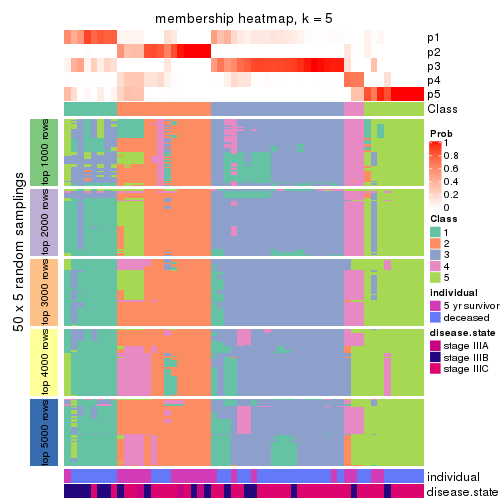 membership heatmap, k = 5
p1
p2
p3
p4
p5
Class
50 x 5 random samplings
top 1000 rows
top 2000 rows
top 3000 rows
top 4000 rows
top 5000 rows
individual
disease.state
Prob
1
0.8
0.6
0.4
0.2
0
Class
1
2
3
4
5
individual
5 yr survivor
deceased
disease.state
stage IIIA
stage IIIB
stage IIIC